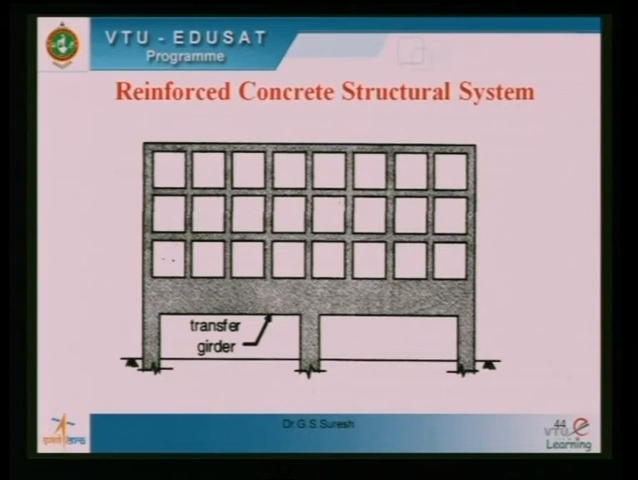 VTU - EDUSAT
Programme
Reinforced Concrete Structural System
transfer
girder
Dr.G.S.Suresh
44
VTU e
Learning